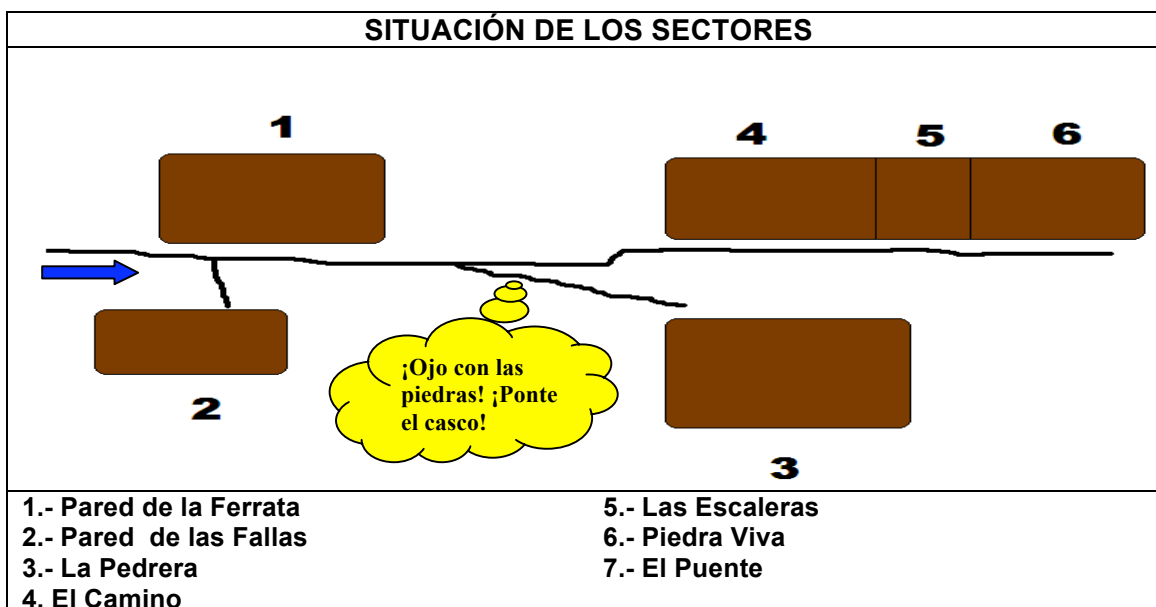 SITUACIÓN DE LOS SECTORES
1
4
5
6
¡Ojo con las
piedras! ¡Ponte
el casco!
2
3
1.- Pared de la Ferrata
2.- Pared de las Fallas
3.- La Pedrera
4. El Camino
5.- Las Escaleras
6.- Piedra Viva
7.- El Puente